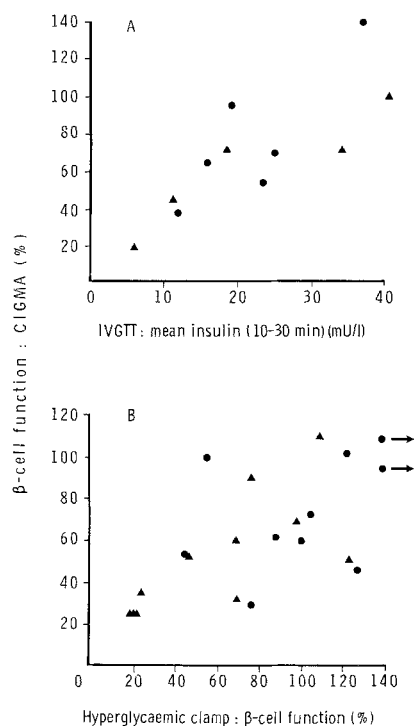 β-cell function : CIGMA (%)
A
140
120
100
80
60
40
20
0 10 20 30 40
IVGTT : mean insulin (10-30 min) (mU/l)
B
120
100
80
60
40
20
0 20 40 60 80 100 120 140
Hyperglycaemic clamp : β-cell function (%)